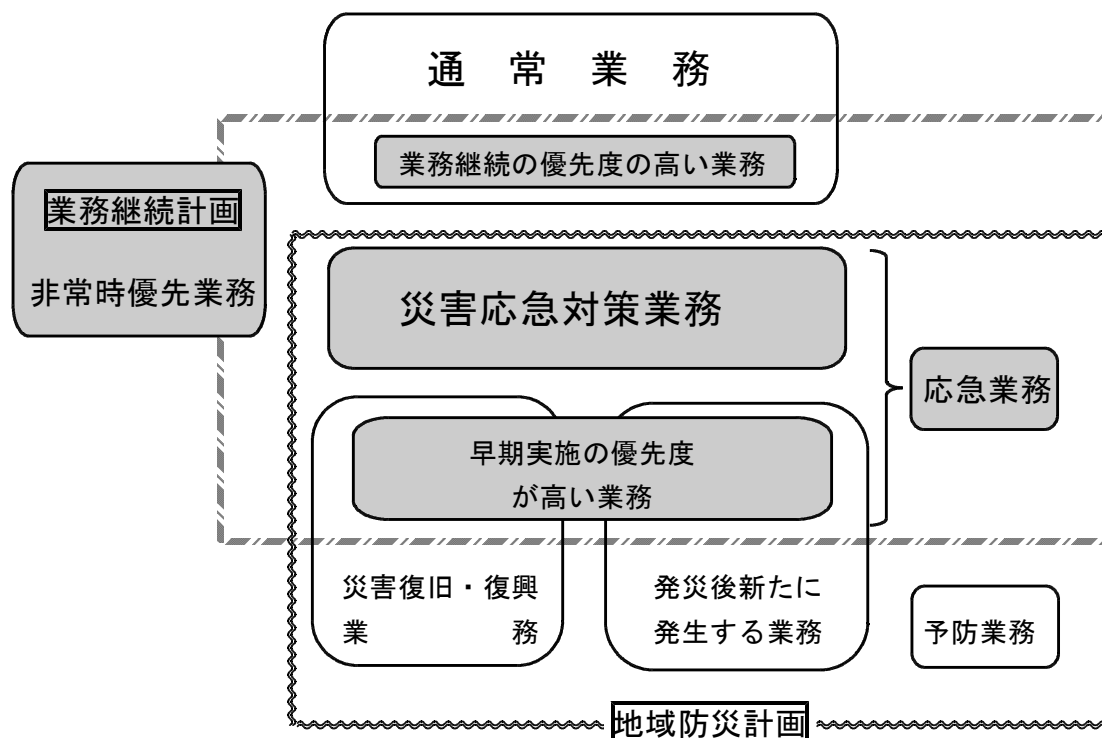 通常業務
業務継続の優先度の高い業務
業務継続計画
非常時優先業務
災害応急対策業務
応急業務
早期実施の優先度
が高い業務
災害復旧・復興
業務
発災後新たに
発生する業務
予防業務
地域防災計画